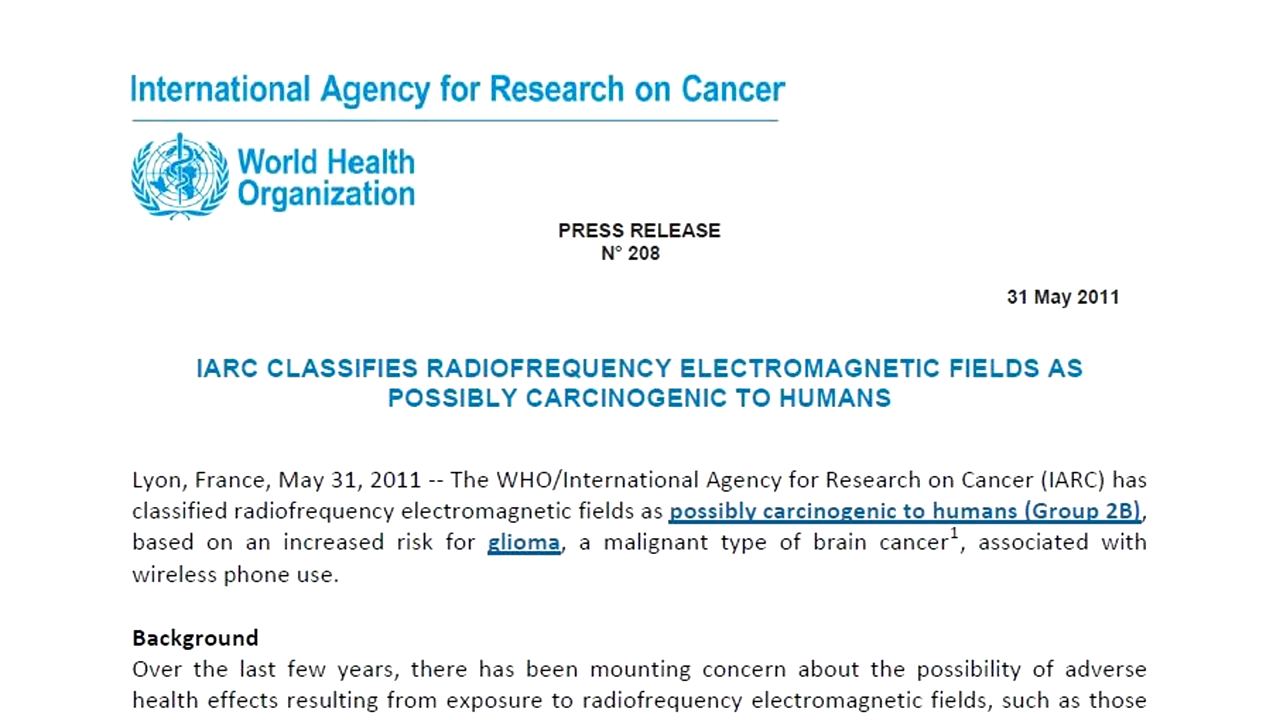 International Agency for Research on Cancer
World Health
Organization
PRESS RELEASE
N° 208
31 May 2011
IARC CLASSIFIES RADIOFREQUENCY ELECTROMAGNETIC FIELDS AS
POSSIBLY CARCINOGENIC TO HUMANS
Lyon, France, May 31, 2011 -- The WHO/International Agency for Research on Cancer (IARC) has
classified radiofrequency electromagnetic fields as possibly carcinogenic to humans (Group 2B),
based on an increased risk for glioma, a malignant type of brain cancer¹, associated with
wireless phone use.
Background
Over the last few years, there has been mounting concern about the possibility of adverse
health effects resulting from exposure to radiofrequency electromagnetic fields, such as those